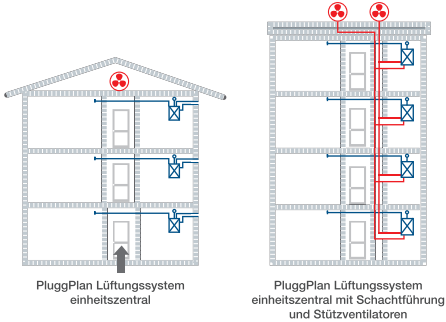 PluggPlan Lüftungssystem
einheitszentral
PluggPlan Lüftungssystem
einheitszentral mit Schachtführung
und Stützventilatoren